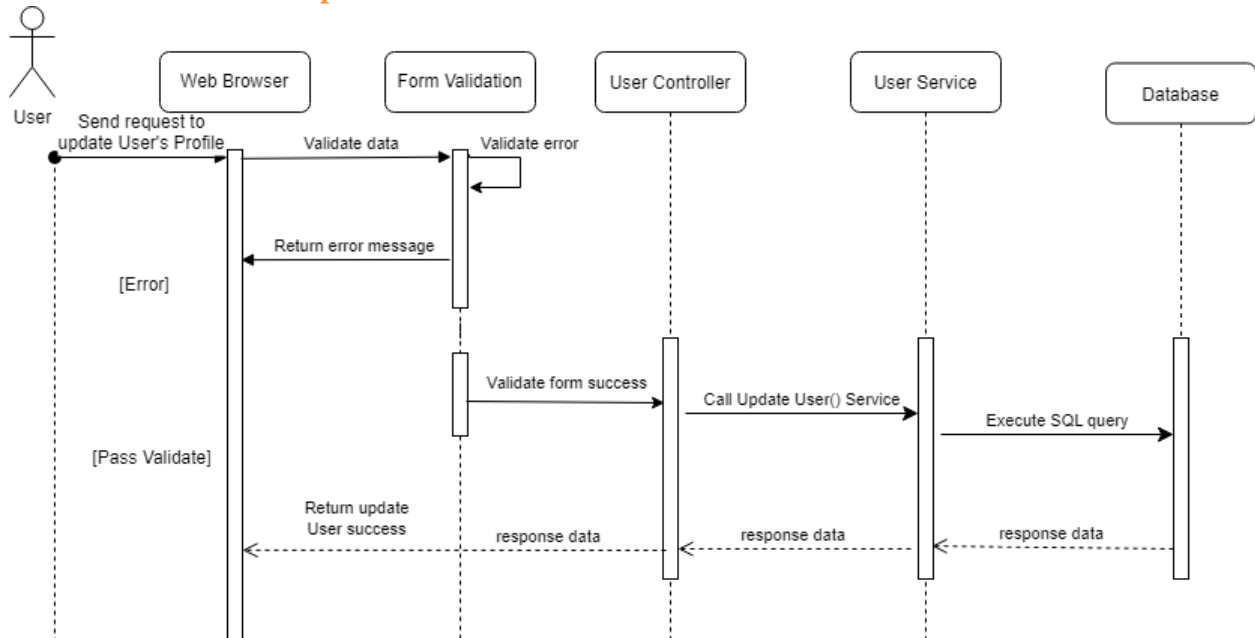 Web Browser
Form Validation
User Controller
User Service
Database
User
Send request to
update User's Profile
Validate data
Validate error
Return error message
[Error]
Validate form success
Call Update User() Service
Execute SQL query
[Pass Validate]
Return update
User success
response data
response data
response data